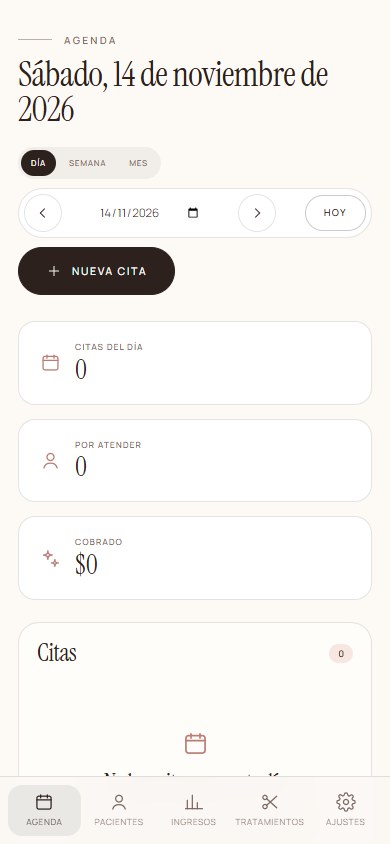 AGENDA
Sábado, 14 de noviembre de
2026
DÍA SEMANA MES
14/11/2026 HOY
NUEVA CITA
CITAS DEL DÍA
0
POR ATENDER
0
COBRADO
$0
Citas 0
AGENDA PACIENTES INGRESOS TRATAMIENTOS AJUSTES